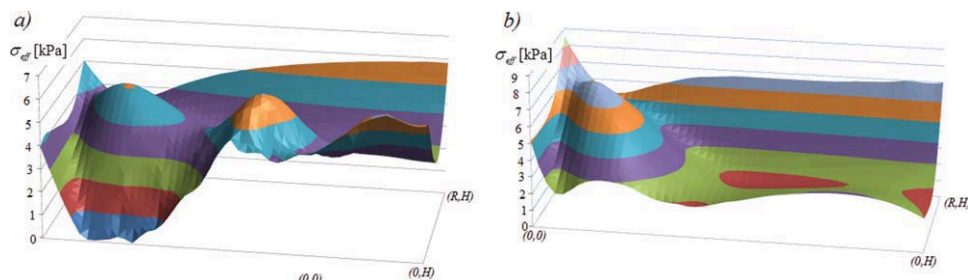 a)
σeff [kPa]
7
6
5
4
3
2
1
0
(0,0)
(0,H)
(R,H)
b)
σeff [kPa]
9
8
7
6
5
4
3
2
1
0
(0,0)
(0,H)
(R,H)